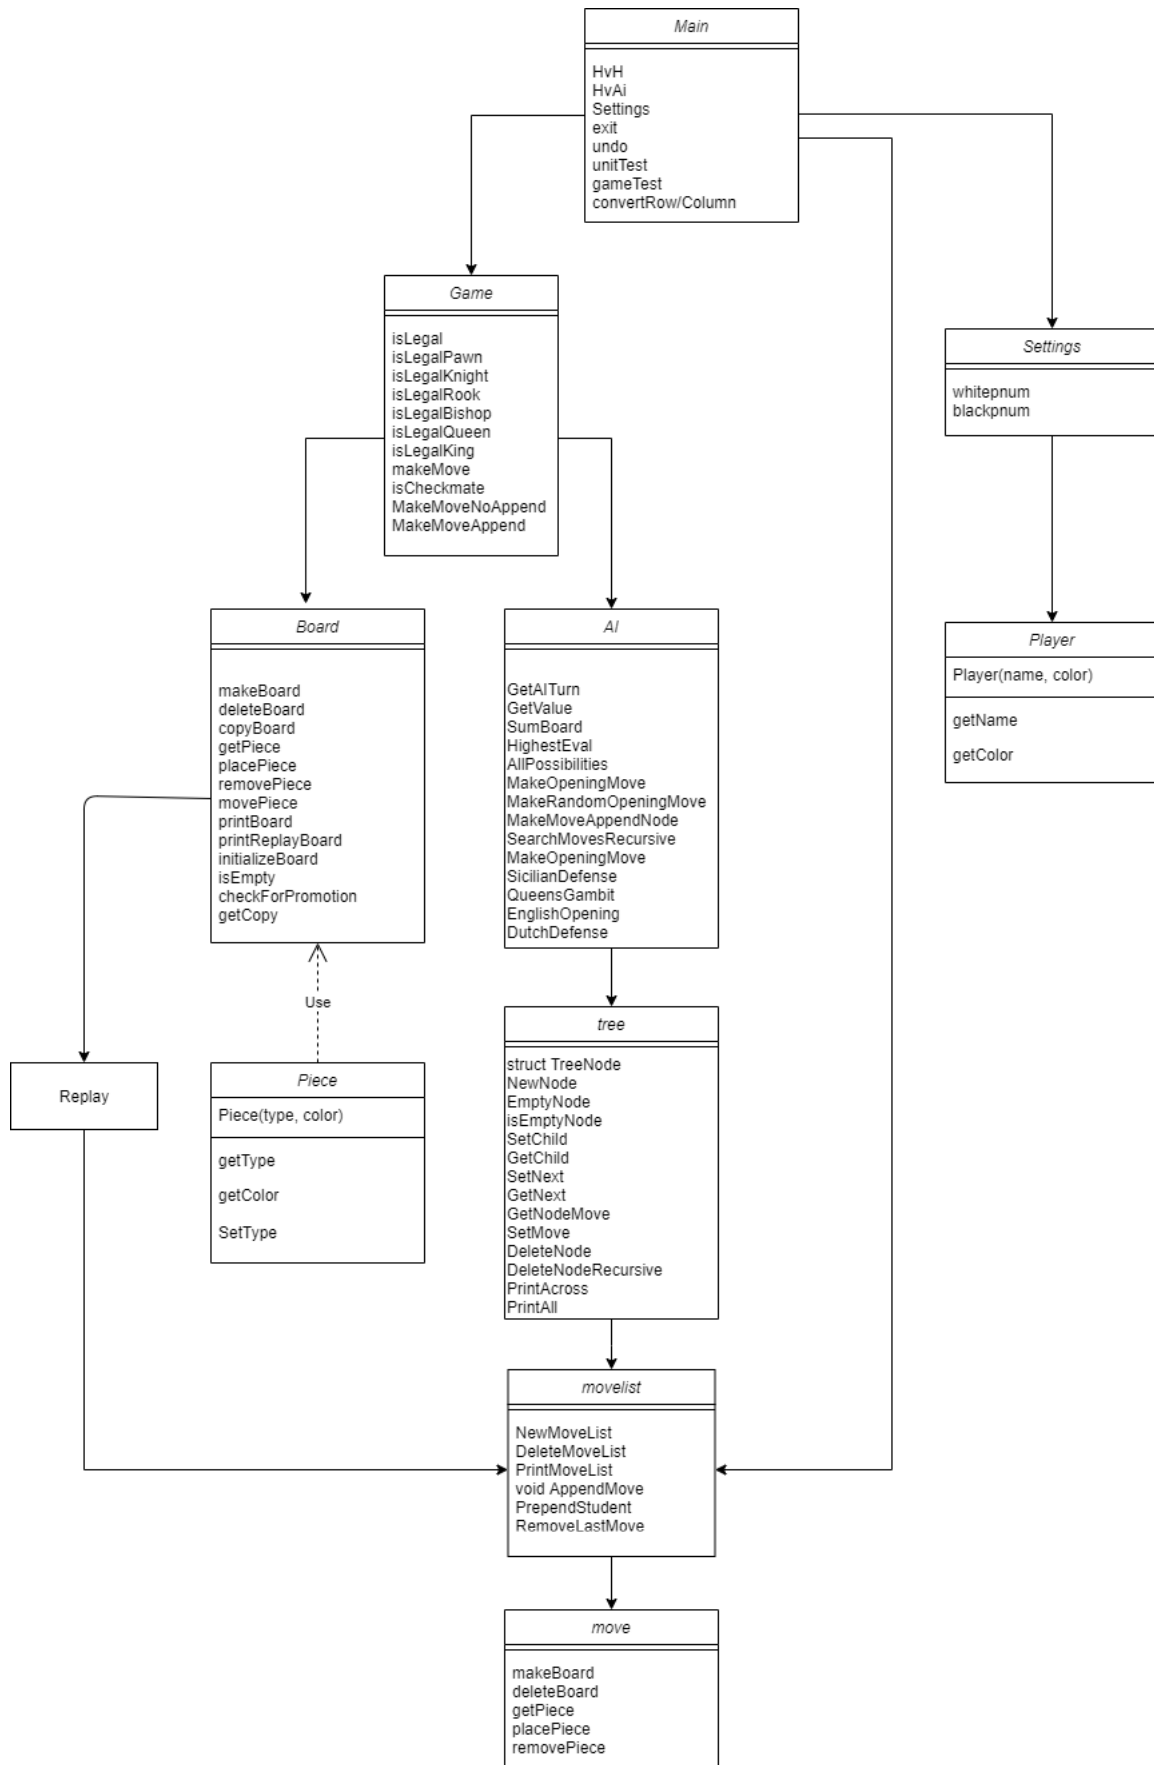 Main
HvH
HvAi
Settings
exit
undo
unitTest
gameTest
convertRow/Column
Game
isLegal
isLegalPawn
isLegalKnight
isLegalRook
isLegalBishop
isLegalQueen
isLegalKing
makeMove
isCheckmate
MakeMoveNoAppend
MakeMoveAppend
Settings
whitepnum
blackpnum
Board
makeBoard
deleteBoard
copyBoard
getPiece
placePiece
removePiece
movePiece
printBoard
printReplayBoard
initializeBoard
isEmpty
checkForPromotion
getCopy
AI
GetAITurn
GetValue
SumBoard
HighestEval
AllPossibilities
MakeOpeningMove
MakeRandomOpeningMove
MakeMoveAppendNode
SearchMovesRecursive
MakeOpeningMove
SicilianDefense
QueensGambit
EnglishOpening
DutchDefense
Player
Player(name, color)
getName
getColor
Use
Replay
Piece
Piece(type, color)
getType
getColor
SetType
tree
struct TreeNode
NewNode
EmptyNode
isEmptyNode
SetChild
GetChild
SetNext
GetNext
GetNodeMove
SetMove
DeleteNode
DeleteNodeRecursive
PrintAcross
PrintAll
movelist
NewMoveList
DeleteMoveList
PrintMoveList
void AppendMove
PrependStudent
RemoveLastMove
move
makeBoard
deleteBoard
getPiece
placePiece
removePiece